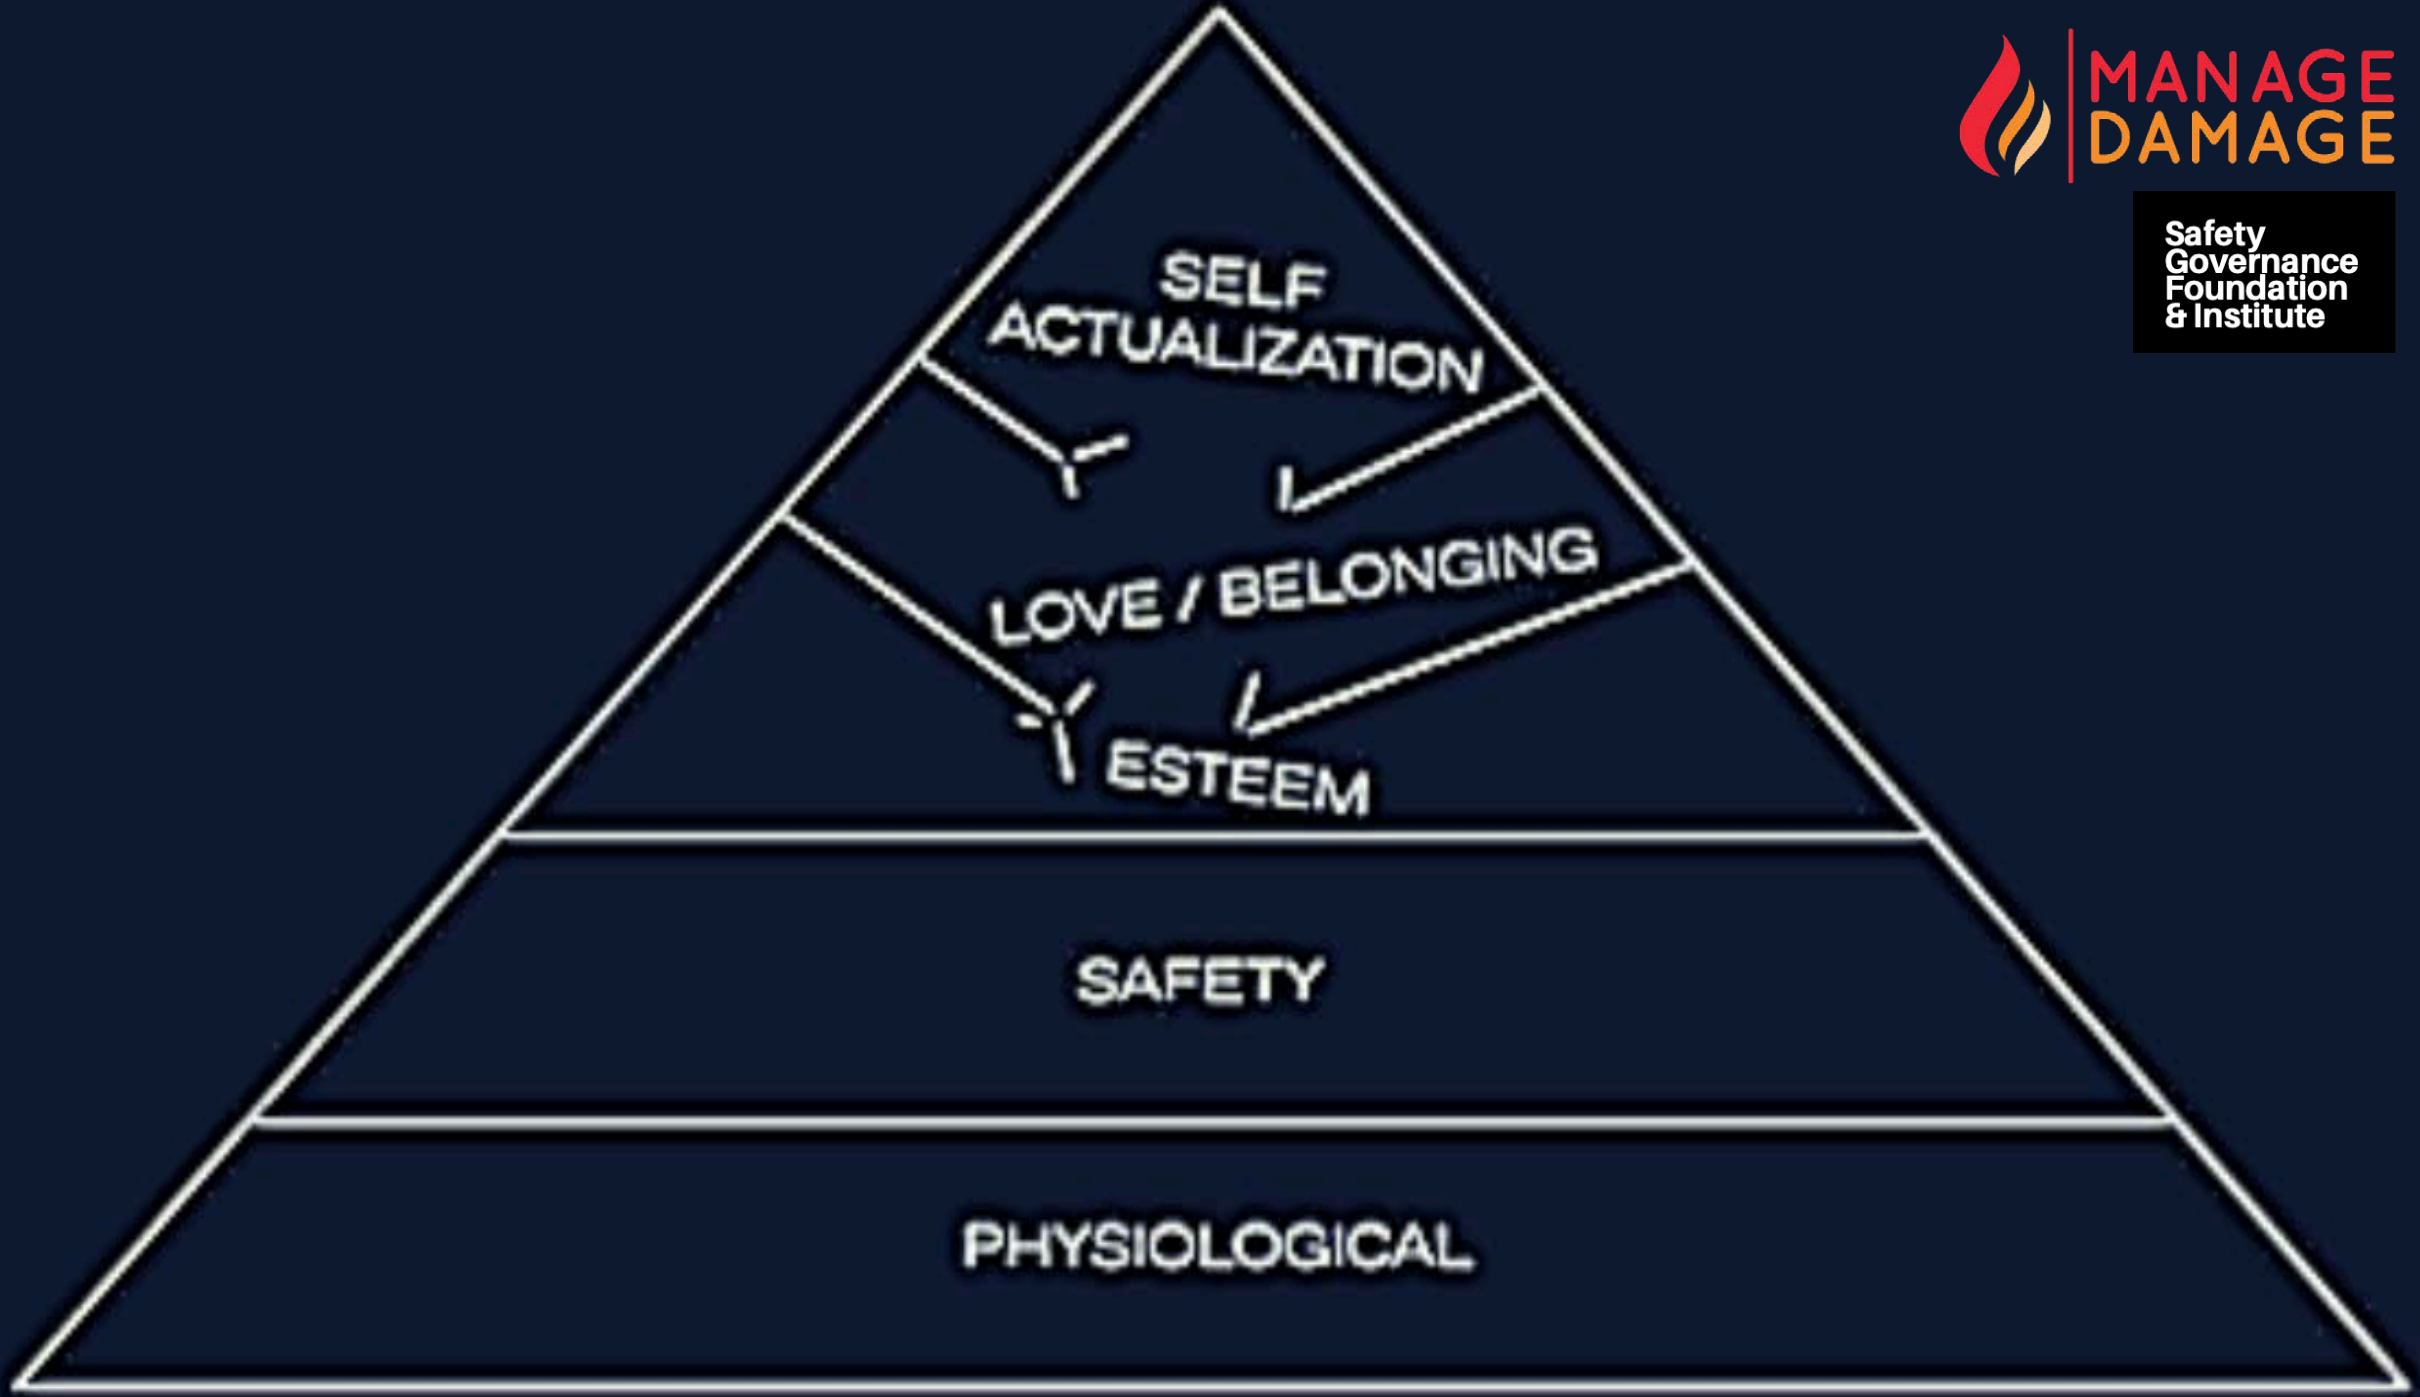 MANAGE
DAMAGE
Safety
Governance
Foundation
& Institute
SELF
ACTUALIZATION
LOVE / BELONGING
ESTEEM
SAFETY
PHYSIOLOGICAL